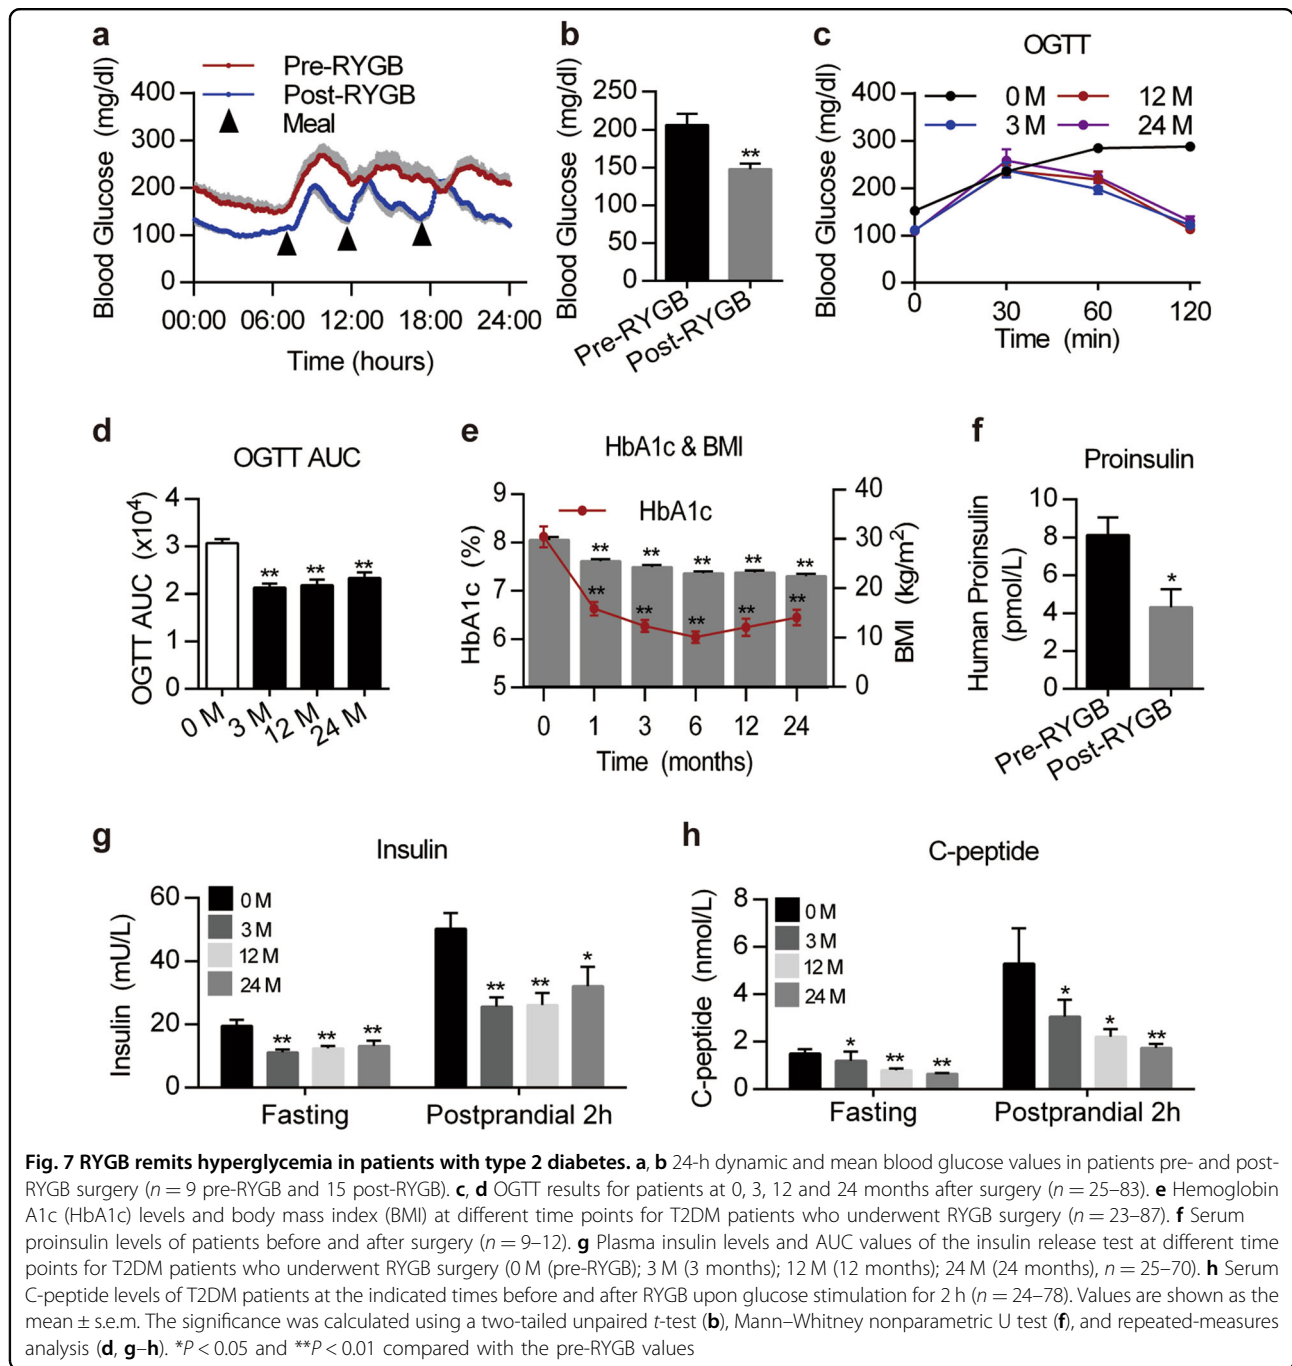 a
Pre-RYGB
Post-RYGB
Meal
Blood Glucose (mg/dl)
400
300
200
100
0
00:00 06:00 12:00 18:00 24:00
Time (hours)
b
Blood Glucose (mg/dl)
250
200
150
100
50
0
**
Pre-RYGB
Post-RYGB
c
OGTT
0 M 12 M
3 M 24 M
Blood Glucose (mg/dl)
400
300
200
100
0
0 30 60 120
Time (min)
d
OGTT AUC
OGTT AUC (x10⁴)
4
3
2
1
0
** ** **
0 M 3 M 12 M 24 M
e
HbA1c & BMI
HbA1c
HbA1c (%)
9
8
7
6
5
** ** ** ** **
** ** ** ** **
40
30
20
10
0
BMI (kg/m²)
0 1 3 6 12 24
Time (months)
f
Proinsulin
Human Proinsulin
(pmol/L)
10
8
6
4
2
0
*
Pre-RYGB
Post-RYGB
g
Insulin
0 M
3 M
12 M
24 M
Insulin (mU/L)
60
40
20
0
** ** **
** ** *
Fasting Postprandial 2h
h
C-peptide
0 M
3 M
12 M
24 M
C-peptide (nmol/L)
8
6
4
2
0
* ** **
* * **
Fasting Postprandial 2h
Fig. 7 RYGB remits hyperglycemia in patients with type 2 diabetes. a, b 24-h dynamic and mean blood glucose values in patients pre- and post-
RYGB surgery (n = 9 pre-RYGB and 15 post-RYGB). c, d OGTT results for patients at 0, 3, 12 and 24 months after surgery (n = 25–83). e Hemoglobin
A1c (HbA1c) levels and body mass index (BMI) at different time points for T2DM patients who underwent RYGB surgery (n = 23–87). f Serum
proinsulin levels of patients before and after surgery (n = 9–12). g Plasma insulin levels and AUC values of the insulin release test at different time
points for T2DM patients who underwent RYGB surgery (0 M (pre-RYGB); 3 M (3 months); 12 M (12 months); 24 M (24 months), n = 25–70). h Serum
C-peptide levels of T2DM patients at the indicated times before and after RYGB upon glucose stimulation for 2 h (n = 24–78). Values are shown as the
mean ± s.e.m. The significance was calculated using a two-tailed unpaired t-test (b), Mann–Whitney nonparametric U test (f), and repeated-measures
analysis (d, g–h). *P < 0.05 and **P < 0.01 compared with the pre-RYGB values